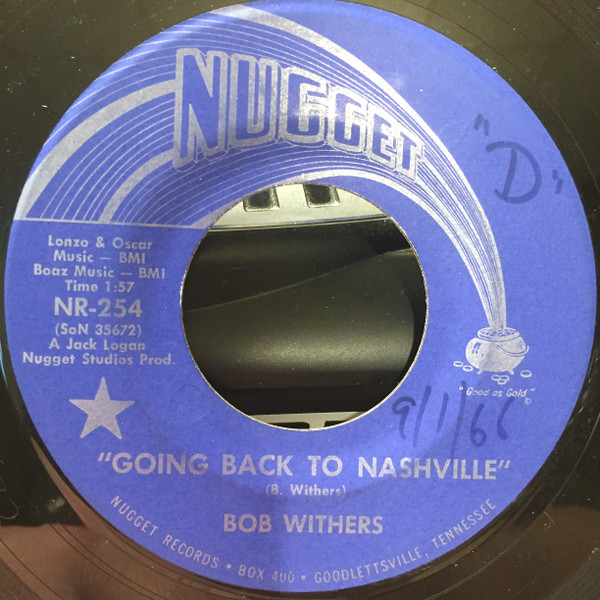 NUGGET
"D"
Lonzo & Oscar
Music — BMI
Boaz Music — BMI
Time 1:57
NR-254
(SoN 35672)
A Jack Logan
Nugget Studios Prod.
"Good as Gold"
©
9/1/66
"GOING BACK TO NASHVILLE"
(B. Withers)
BOB WITHERS
NUGGET RECORDS • BOX 400 • GOODLETTSVILLE, TENNESSEE